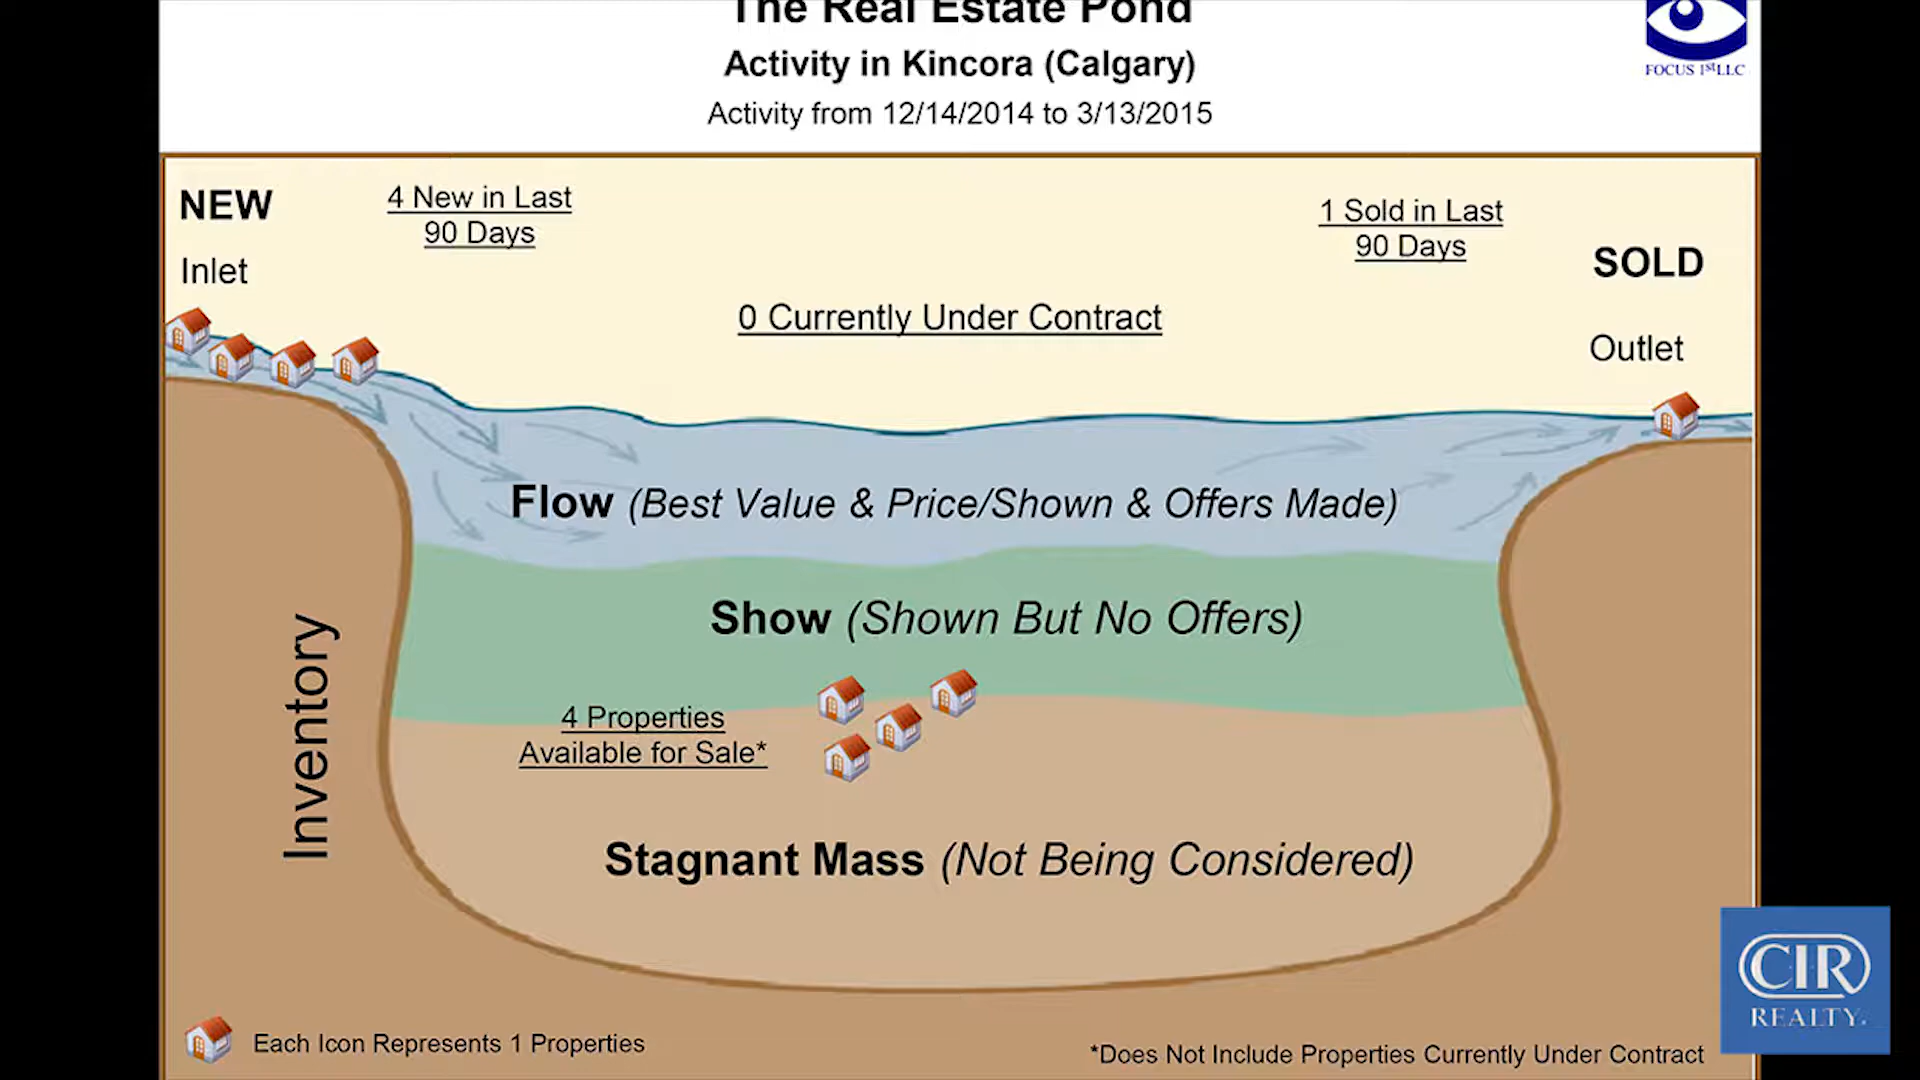 The Real Estate Pond
Activity in Kincora (Calgary)
Activity from 12/14/2014 to 3/13/2015
FOCUS 1st LLC
NEW
Inlet
4 New in Last
90 Days
1 Sold in Last
90 Days
SOLD
Outlet
0 Currently Under Contract
Flow (Best Value & Price/Shown & Offers Made)
Show (Shown But No Offers)
Inventory
4 Properties
Available for Sale*
Stagnant Mass (Not Being Considered)
Each Icon Represents 1 Properties
*Does Not Include Properties Currently Under Contract
CIR
REALTY